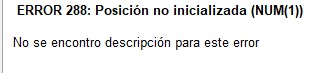 ERROR 288: Posición no inicializada (NUM(1))
No se encontro descripción para este error